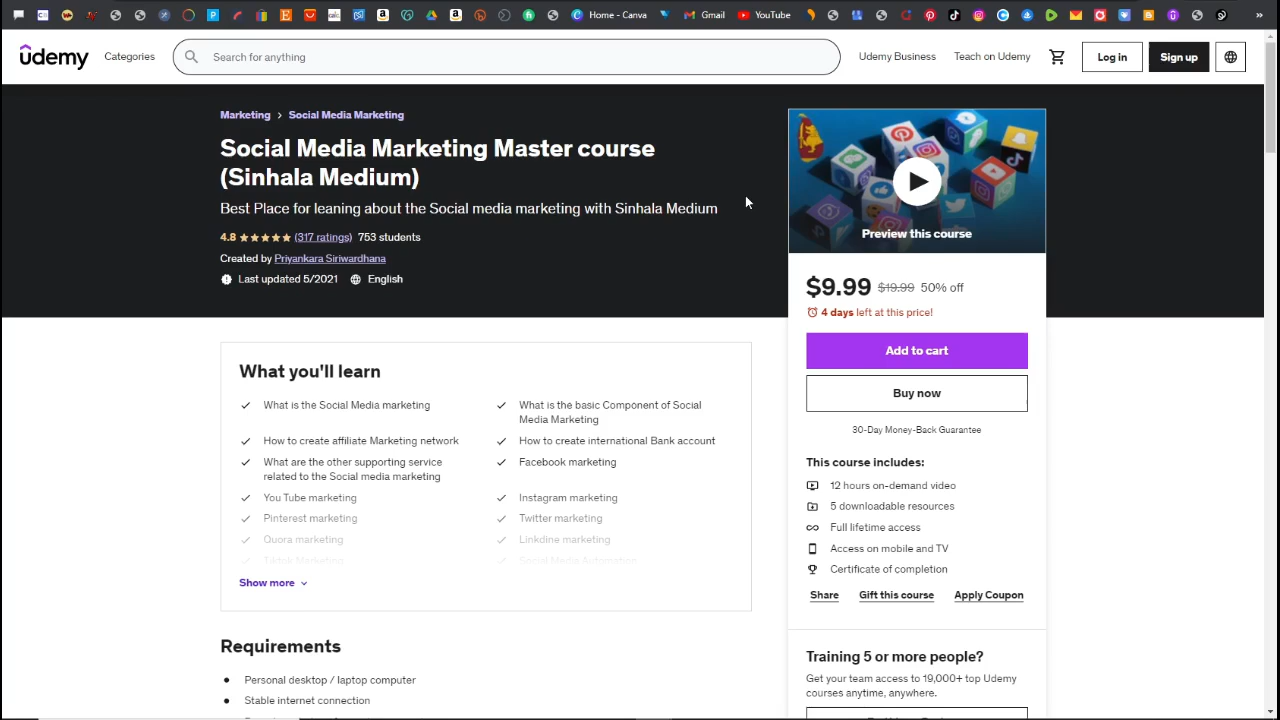 Home - Canva
Gmail
YouTube
»
ûdemy
Categories
Search for anything
Udemy Business
Teach on Udemy
Log in
Sign up
Marketing > Social Media Marketing
Social Media Marketing Master course
(Sinhala Medium)
Best Place for leaning about the Social media marketing with Sinhala Medium
4.8 ★★★★★ (317 ratings) 753 students
Created by Priyankara Siriwardhana
Last updated 5/2021 English
Preview this course
$9.99 $19.99 50% off
4 days left at this price!
Add to cart
Buy now
30-Day Money-Back Guarantee
This course includes:
12 hours on-demand video
5 downloadable resources
Full lifetime access
Access on mobile and TV
Certificate of completion
Share Gift this course Apply Coupon
Training 5 or more people?
Get your team access to 19,000+ top Udemy
courses anytime, anywhere.
What you'll learn
What is the Social Media marketing
What is the basic Component of Social
Media Marketing
How to create affiliate Marketing network
How to create international Bank account
What are the other supporting service
related to the Social media marketing
Facebook marketing
You Tube marketing
Instagram marketing
Pinterest marketing
Twitter marketing
Quora marketing
Linkdine marketing
Tiktok Marketing
Social Media Automation
Show more
Requirements
Personal desktop / laptop computer
Stable internet connection